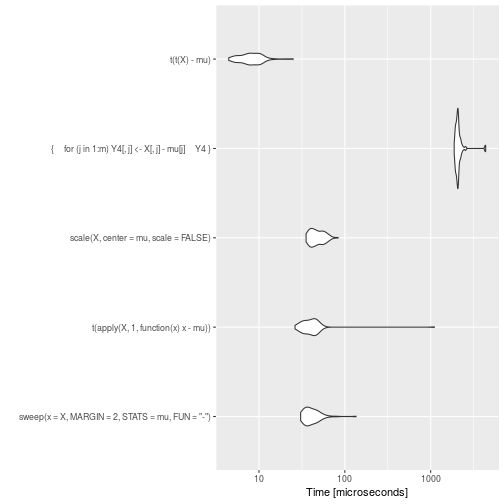 t(t(X) - mu)
{ for (j in 1:m) Y4[, j] <- X[, j] - mu[j] Y4 }
scale(X, center = mu, scale = FALSE)
t(apply(X, 1, function(x) x - mu))
sweep(x = X, MARGIN = 2, STATS = mu, FUN = "-")
10 100 1000
Time [microseconds]